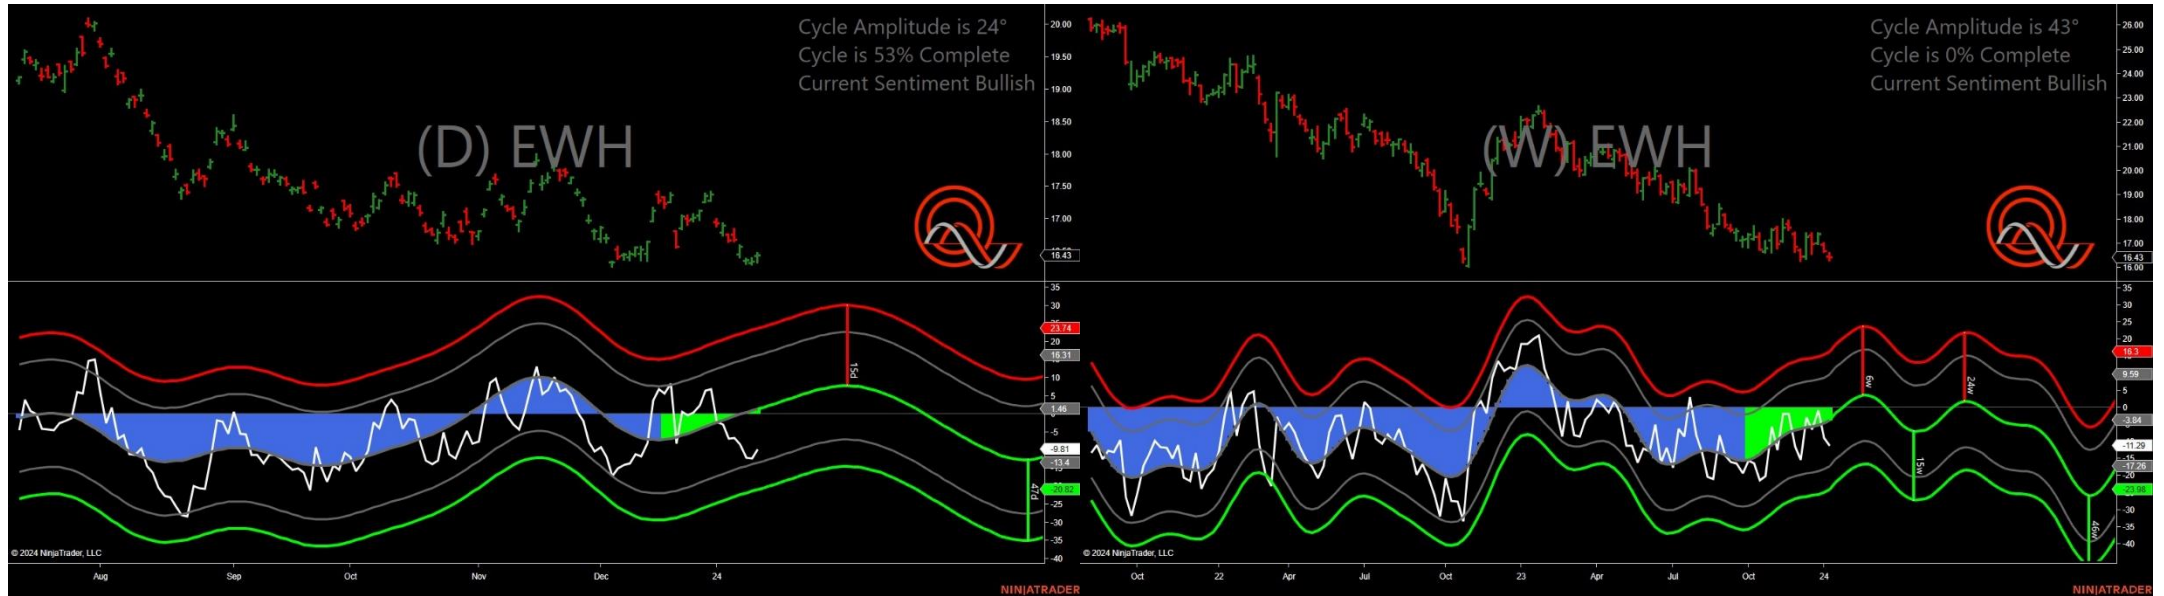 Cycle Amplitude is 24°
Cycle is 53% Complete
Current Sentiment Bullish
(D) EWH
20.00
19.50
19.00
18.50
18.00
17.50
17.00
16.43
35
30
23.74
20
16.31
10
5
1.46
0
-5
-9.81
-13.4
-20.82
-25
-30
-35
-40
15d
47d
© 2024 NinjaTrader, LLC
Aug
Sep
Oct
Nov
Dec
24
NINJATRADER
Cycle Amplitude is 43°
Cycle is 0% Complete
Current Sentiment Bullish
(W) EWH
26.00
25.00
24.00
23.00
22.00
21.00
20.00
19.00
18.00
17.00
16.43
16.00
35
30
25
20
16.3
9.59
5
0
-3.84
-11.29
-15
-17.26
-20
-23.98
-30
-35
-40
6w
24w
15w
46w
© 2024 NinjaTrader, LLC
Oct
22
Apr
Jul
Oct
23
Apr
Jul
Oct
24
NINJATRADER